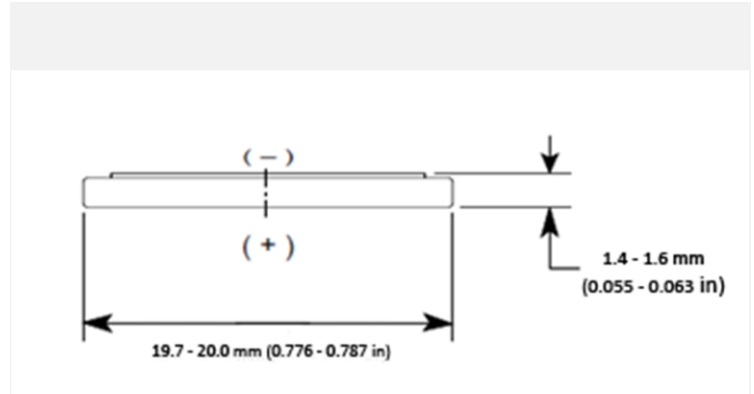 ( − )
( + )
1.4 - 1.6 mm
(0.055 - 0.063 in)
19.7 - 20.0 mm (0.776 - 0.787 in)